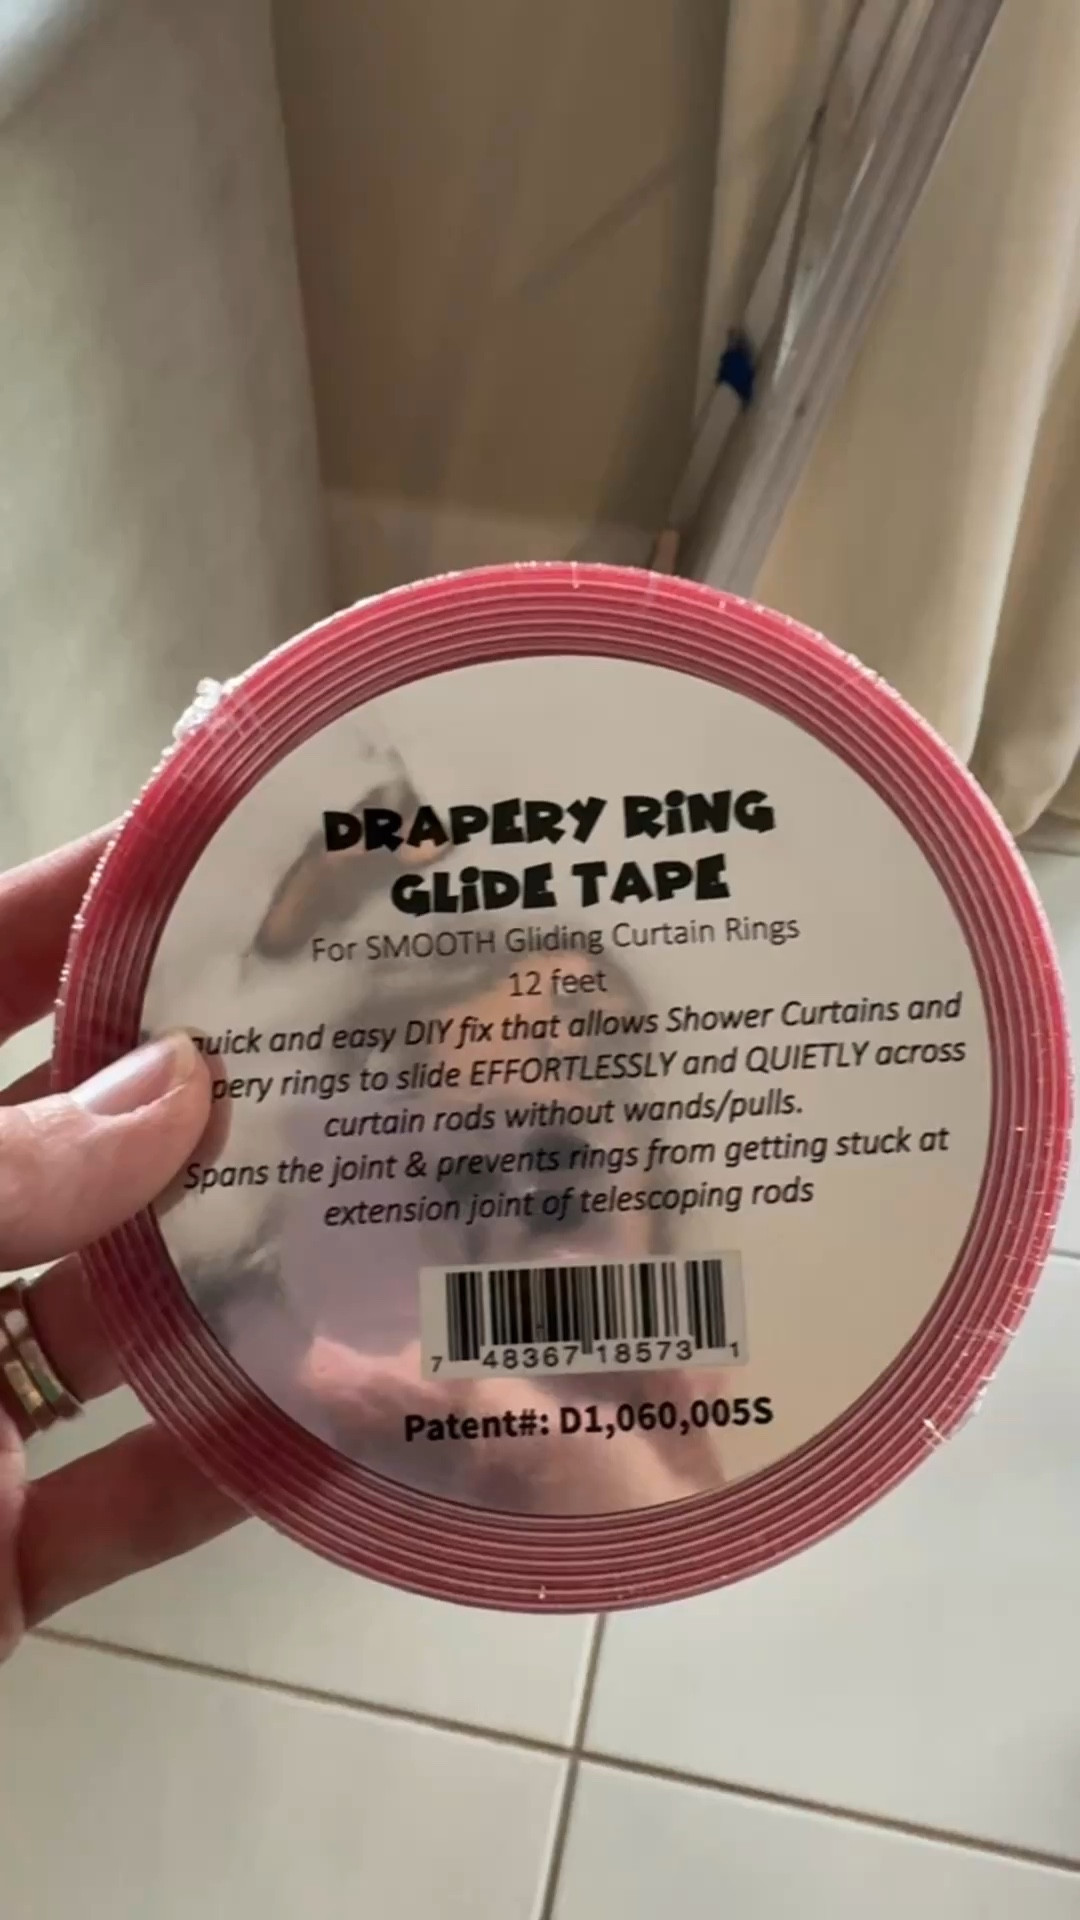 DRAPERY RiNG
GLiDE TAPE
For SMOOTH Gliding Curtain Rings
12 feet
quick and easy DIY fix that allows Shower Curtains and
pery rings to slide EFFORTLESSLY and QUIETLY across
curtain rods without wands/pulls.
Spans the joint & prevents rings from getting stuck at
extension joint of telescoping rods
7 48367 18573 1
Patent#: D1,060,005S